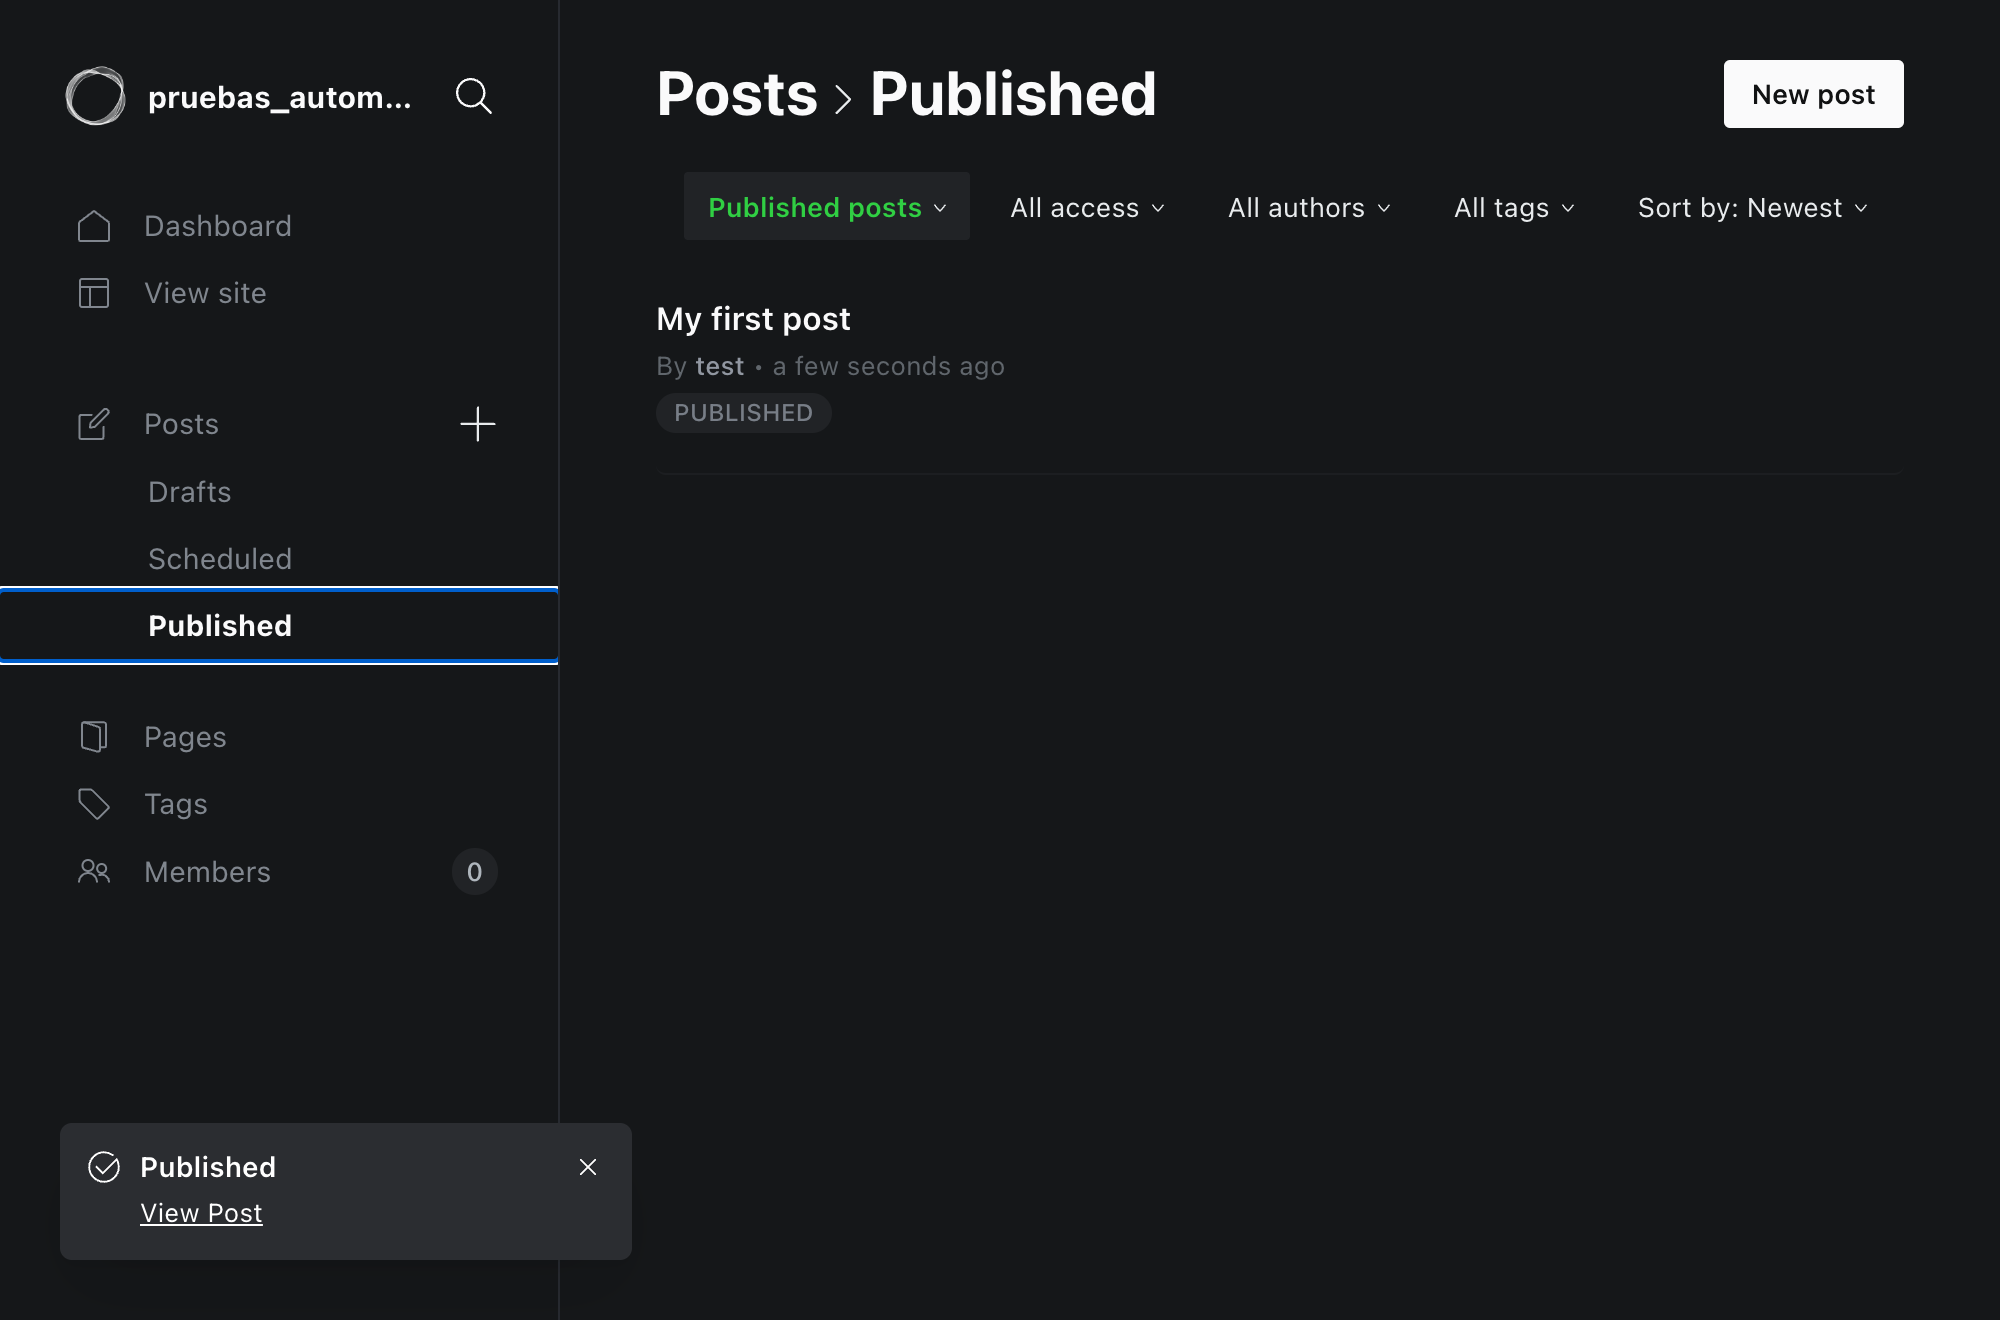 pruebas_autom...
Dashboard
View site
Posts
Drafts
Scheduled
Published
Pages
Tags
Members
0
Posts > Published
New post
Published posts
All access
All authors
All tags
Sort by: Newest
My first post
By test • a few seconds ago
PUBLISHED
Published
View Post